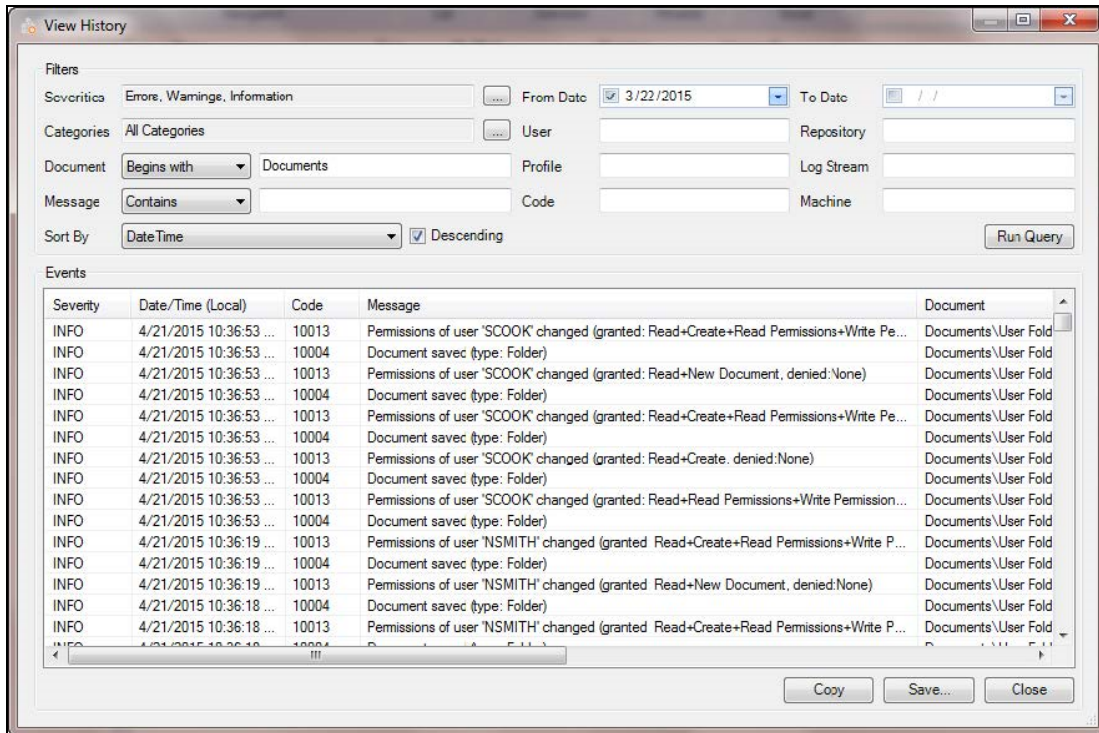 View History
Filters
Severities Errors, Warnings, Information ... From Date 3/22/2015 To Date / /
Categories All Categories ... User Repository
Document Begins with Documents Profile Log Stream
Message Contains Code Machine
Sort By DateTime Descending Run Query
Events
Severity Date/Time (Local) Code Message Document
INFO 4/21/2015 10:36:53 ... 10013 Permissions of user 'SCOOK' changed (granted: Read+Create+Read Permissions+Write Pe... Documents\User Fold
INFO 4/21/2015 10:36:53 ... 10004 Document saved (type: Folder) Documents\User Fold
INFO 4/21/2015 10:36:53 ... 10013 Permissions of user 'SCOOK' changed (granted: Read+New Document, denied:None) Documents\User Fold
INFO 4/21/2015 10:36:53 ... 10004 Document saved (type: Folder) Documents\User Fold
INFO 4/21/2015 10:36:53 ... 10013 Permissions of user 'SCOOK' changed (granted: Read+Create+Read Permissions+Write Pe... Documents\User Fold
INFO 4/21/2015 10:36:53 ... 10004 Document saved (type: Folder) Documents\User Fold
INFO 4/21/2015 10:36:53 ... 10013 Permissions of user 'SCOOK' changed (granted: Read+Create. denied:None) Documents\User Fold
INFO 4/21/2015 10:36:53 ... 10004 Document saved (type: Folder) Documents\User Fold
INFO 4/21/2015 10:36:53 ... 10013 Permissions of user 'SCOOK' changed (granted: Read+Read Permissions+Write Permission... Documents\User Fold
INFO 4/21/2015 10:36:53 ... 10004 Document saved (type: Folder) Documents\User Fold
INFO 4/21/2015 10:36:19 ... 10013 Permissions of user 'NSMITH' changed (granted Read+Create+Read Permissions+Write P... Documents\User Fold
INFO 4/21/2015 10:36:19 ... 10004 Document saved (type: Folder) Documents\User Fold
INFO 4/21/2015 10:36:19 ... 10013 Permissions of user 'NSMITH' changed (granted Read+New Document, denied:None) Documents\User Fold
INFO 4/21/2015 10:36:18 ... 10004 Document saved (type: Folder) Documents\User Fold
INFO 4/21/2015 10:36:18 ... 10013 Permissions of user 'NSMITH' changed (granted Read+Create+Read Permissions+Write P... Documents\User Fold
Copy Save... Close